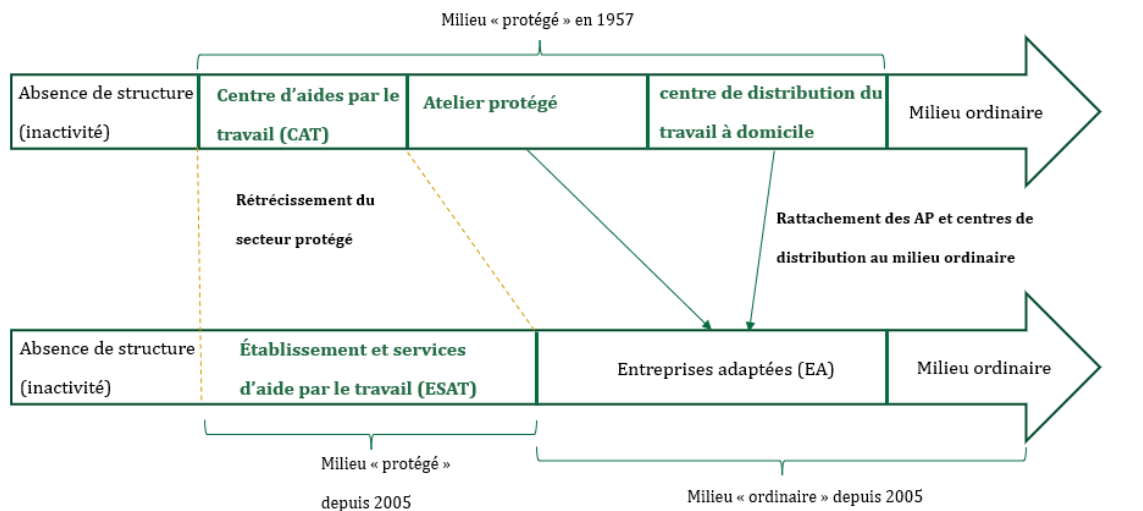 Milieu « protégé » en 1957
Absence de structure
(inactivité)
Centre d'aides par le
travail (CAT)
Atelier protégé
centre de distribution du
travail à domicile
Milieu ordinaire
Rétrécissement du
secteur protégé
Rattachement des AP et centres de
distribution au milieu ordinaire
Absence de structure
(inactivité)
Établissement et services
d'aide par le travail (ESAT)
Entreprises adaptées (EA)
Milieu ordinaire
Milieu « protégé »
depuis 2005
Milieu « ordinaire » depuis 2005